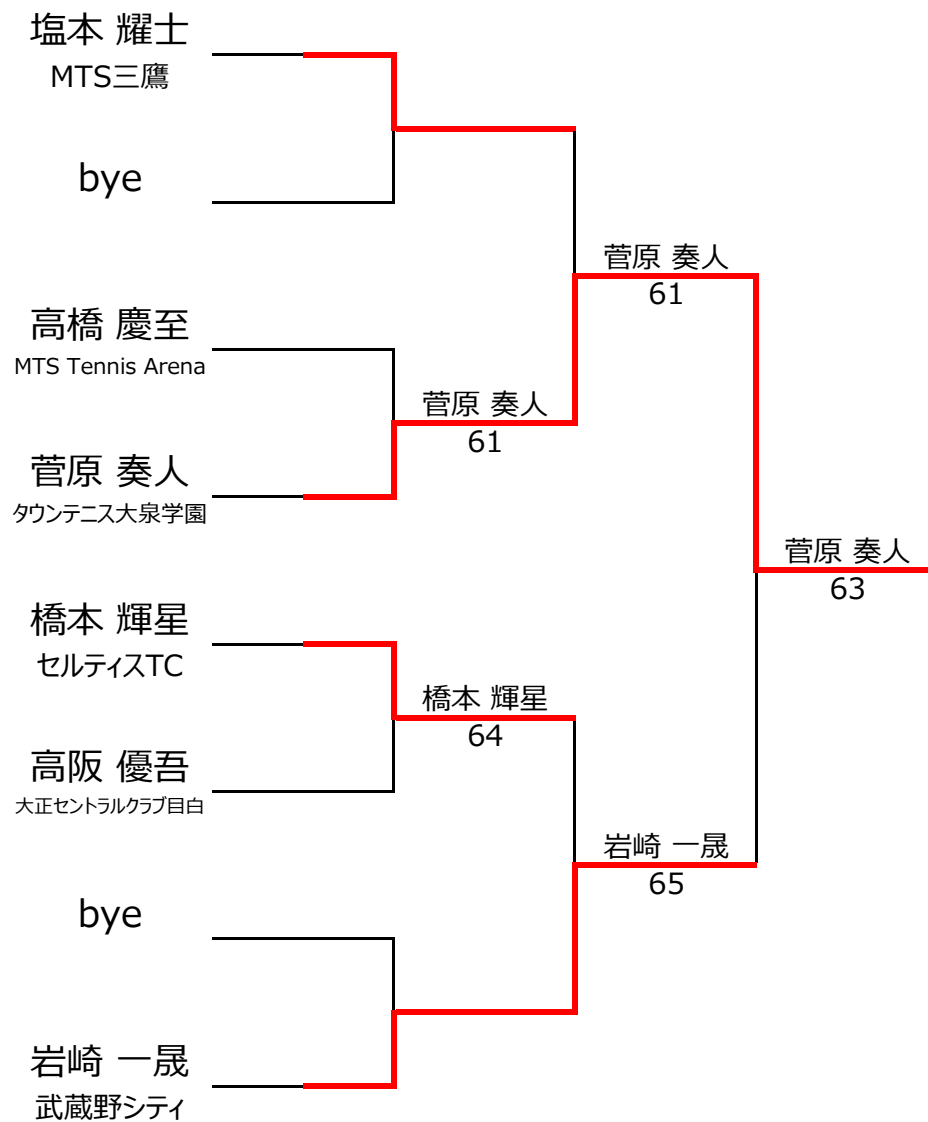 塩本 耀士
MTS三鷹
bye
高橋 慶至
MTS Tennis Arena
菅原 奏人
タウンテニス大泉学園
橋本 輝星
セルティスTC
高阪 優吾
大正セントラルクラブ目白
bye
岩崎 一晟
武蔵野シティ
菅原 奏人
61
橋本 輝星
64
菅原 奏人
61
岩崎 一晟
65
菅原 奏人
63